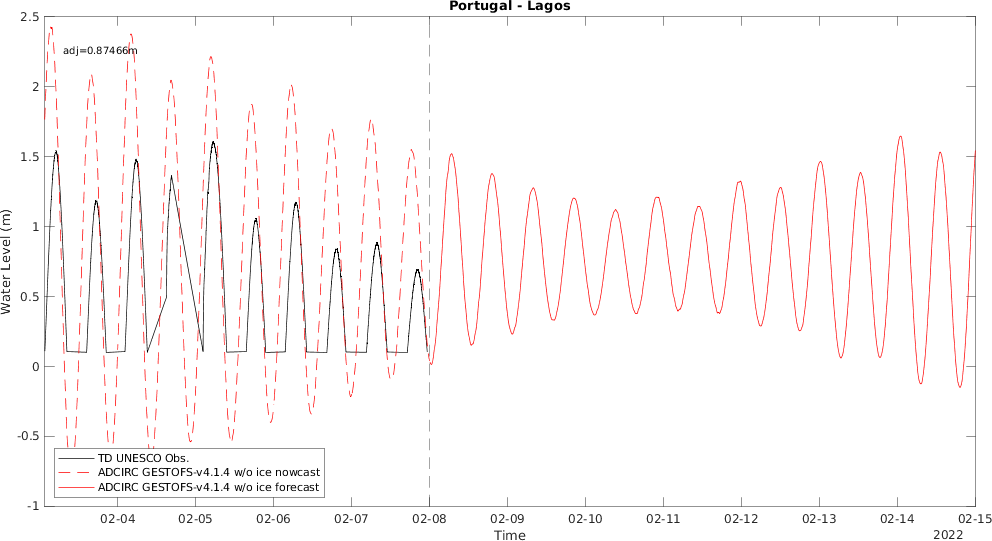 Portugal - Lagos
adj=0.87466m
Water Level (m)
2.5
2
1.5
1
0.5
0
-0.5
-1
TD UNESCO Obs.
ADCIRC GESTOFS-v4.1.4 w/o ice nowcast
ADCIRC GESTOFS-v4.1.4 w/o ice forecast
02-04 02-05 02-06 02-07 02-08 02-09 02-10 02-11 02-12 02-13 02-14 02-15
Time
2022